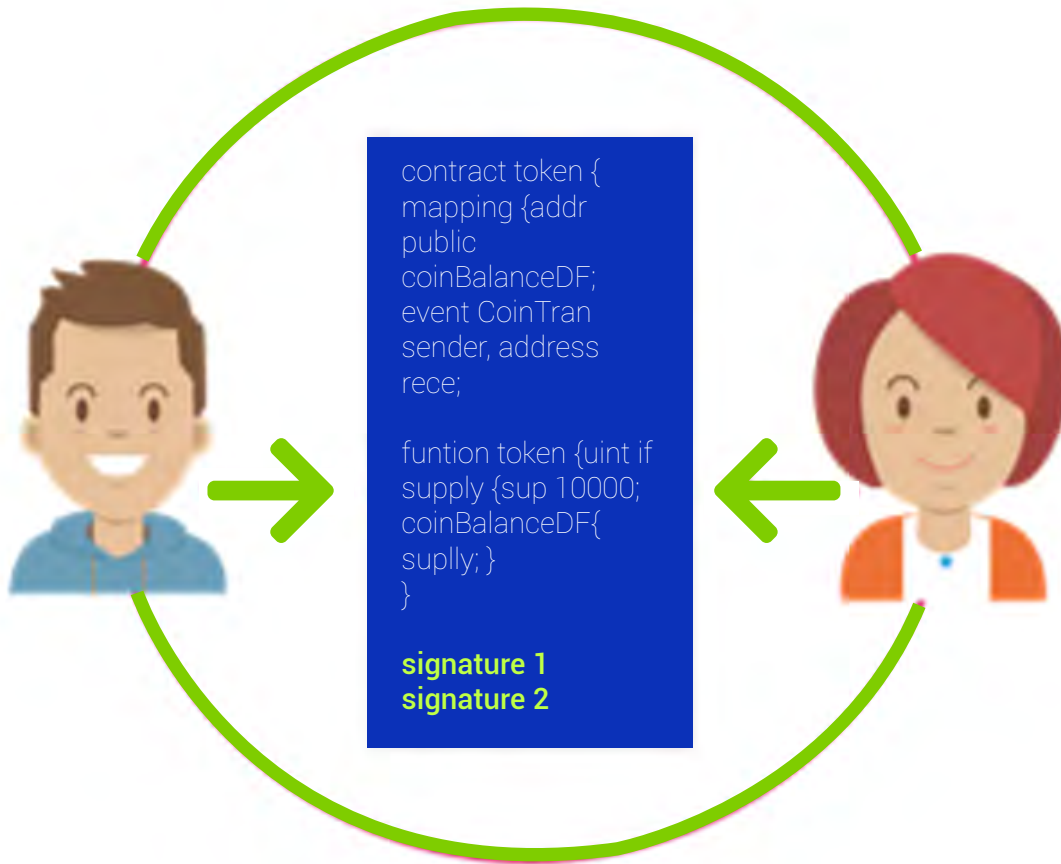 contract token {
mapping {addr
public
coinBalanceDF;
event CoinTran
sender, address
rece;
funtion token {uint if
supply {sup 10000;
coinBalanceDF{
suplly; }
}
signature 1
signature 2